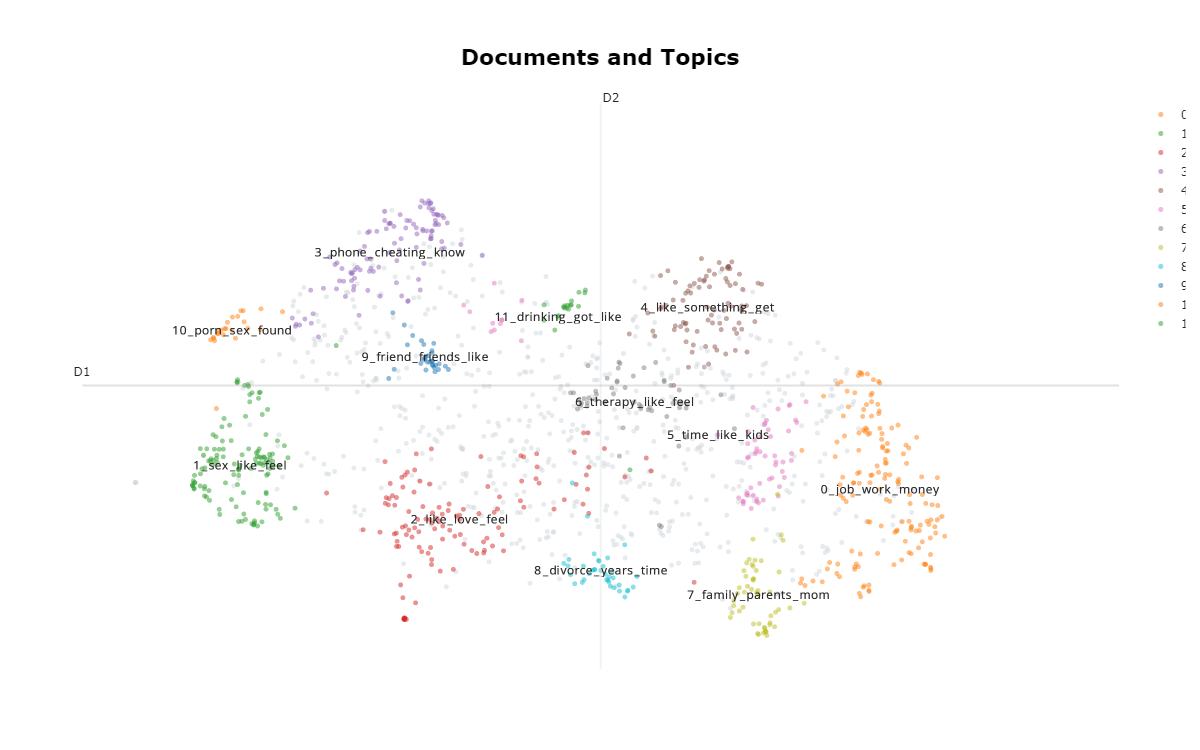 Documents and Topics
D2
0
1
2
3_phone_cheating_know
3
4
5
6
7
8
9
1
1
4_like_something_get
11_drinking_got_like
10_porn_sex_found
9_friend_friends_like
D1
6_therapy_like_feel
5_time_like_kids
1_sex_like_feel
0_job_work_money
2_like_love_feel
8_divorce_years_time
7_family_parents_mom